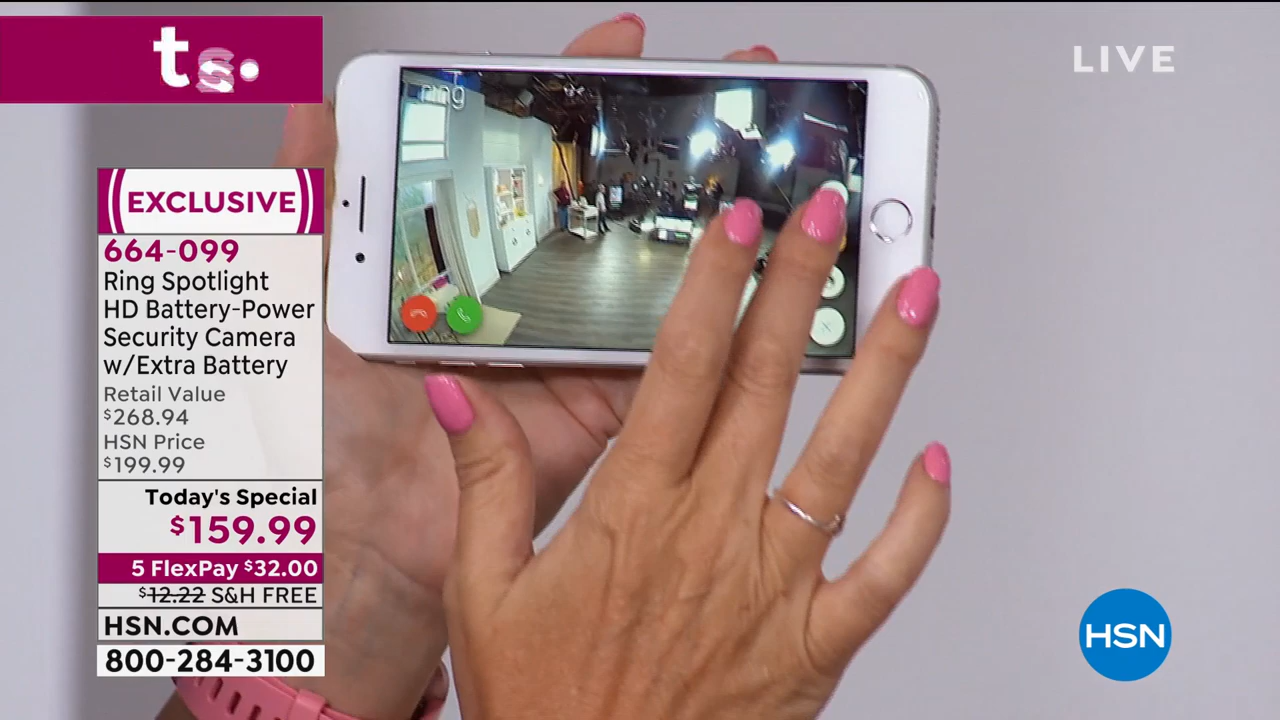 ts.
LIVE
ring
EXCLUSIVE
664-099
Ring Spotlight
HD Battery-Power
Security Camera
w/Extra Battery
Retail Value
$268.94
HSN Price
$199.99
Today's Special
$159.99
5 FlexPay $32.00
$12.22 S&H FREE
HSN.COM
800-284-3100
HSN